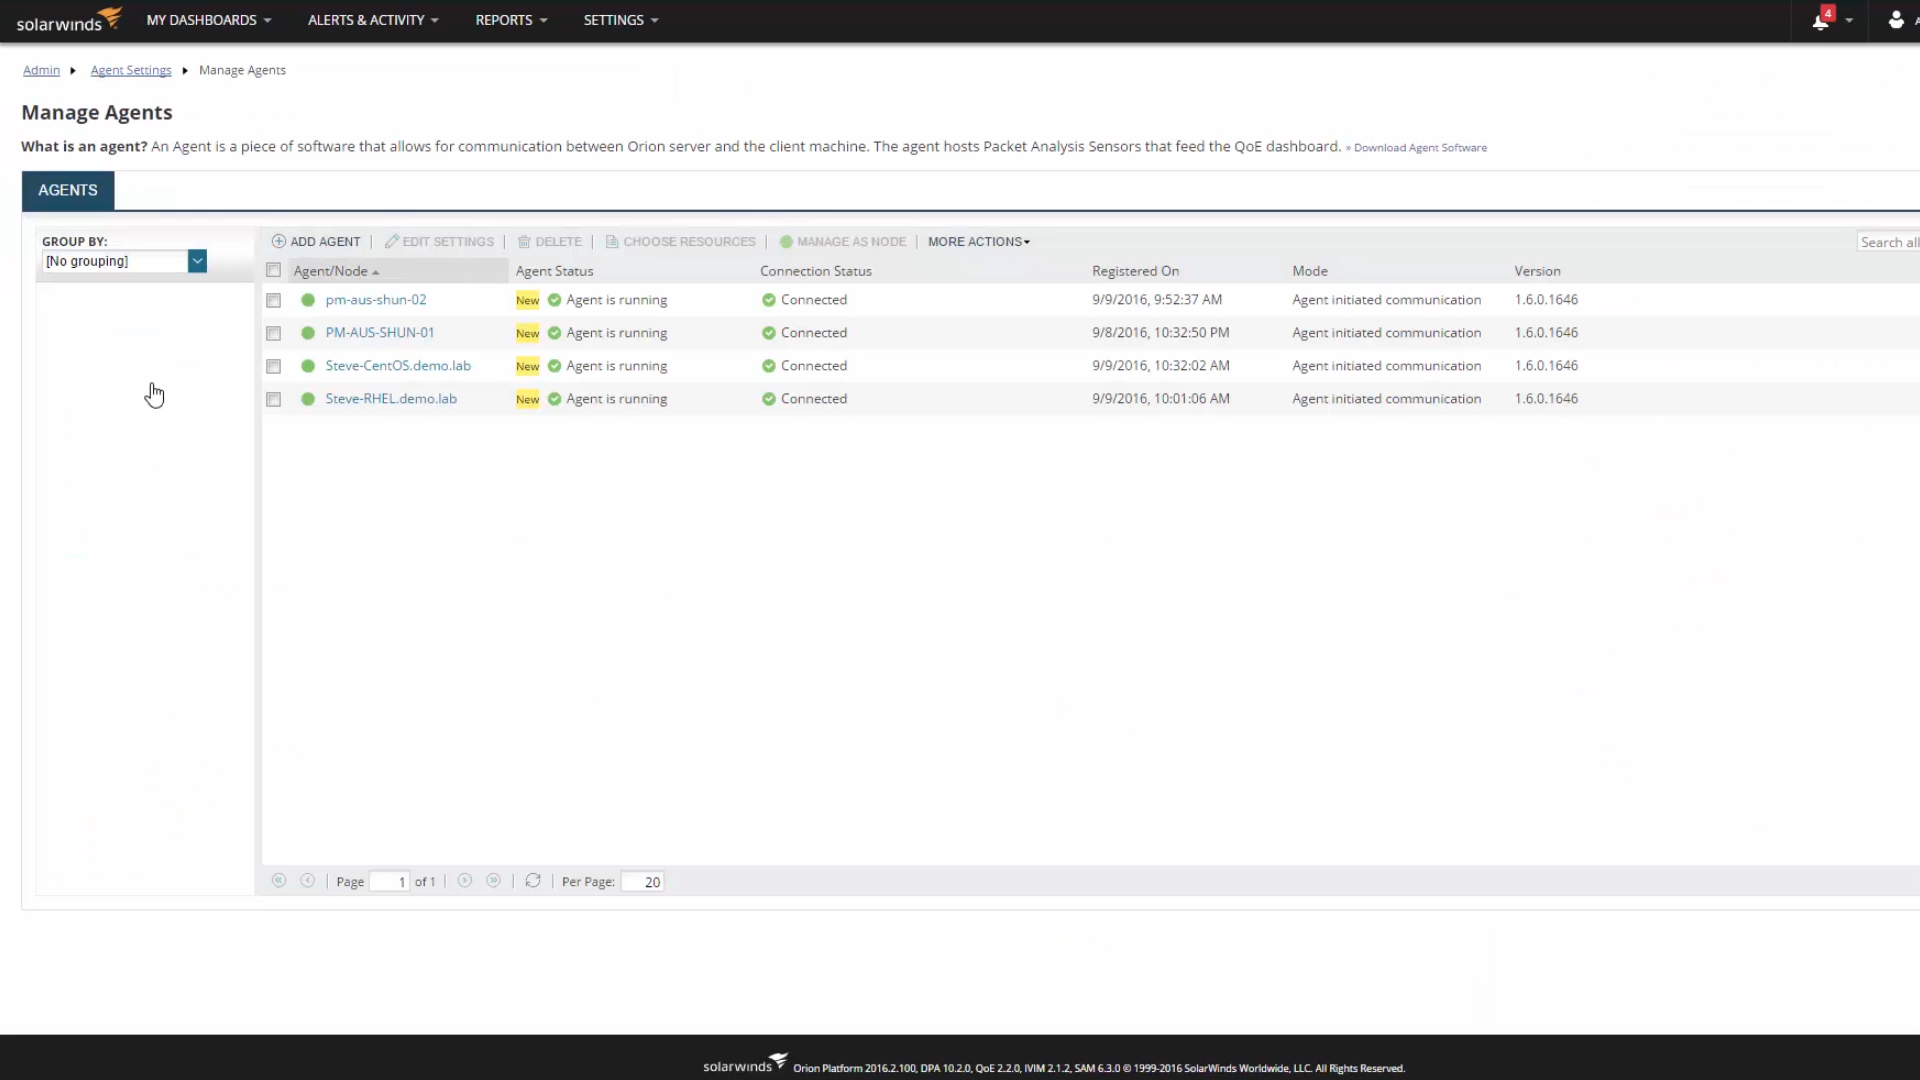 solarwinds MY DASHBOARDS ALERTS & ACTIVITY REPORTS SETTINGS 4
Admin Agent Settings Manage Agents
Manage Agents
What is an agent? An Agent is a piece of software that allows for communication between Orion server and the client machine. The agent hosts Packet Analysis Sensors that feed the QoE dashboard. » Download Agent Software
AGENTS
GROUP BY:
[No grouping]
ADD AGENT EDIT SETTINGS DELETE CHOOSE RESOURCES MANAGE AS NODE MORE ACTIONS Search all
Agent/Node Agent Status Connection Status Registered On Mode Version
pm-aus-shun-02 New Agent is running Connected 9/9/2016, 9:52:37 AM Agent initiated communication 1.6.0.1646
PM-AUS-SHUN-01 New Agent is running Connected 9/8/2016, 10:32:50 PM Agent initiated communication 1.6.0.1646
Steve-CentOS.demo.lab New Agent is running Connected 9/9/2016, 10:32:02 AM Agent initiated communication 1.6.0.1646
Steve-RHEL.demo.lab New Agent is running Connected 9/9/2016, 10:01:06 AM Agent initiated communication 1.6.0.1646
Page 1 of 1 Per Page: 20
solarwinds Orion Platform 2016.2.100, DPA 10.2.0, QoE 2.2.0, IVIM 2.1.2, SAM 6.3.0 © 1999-2016 SolarWinds Worldwide, LLC. All Rights Reserved.